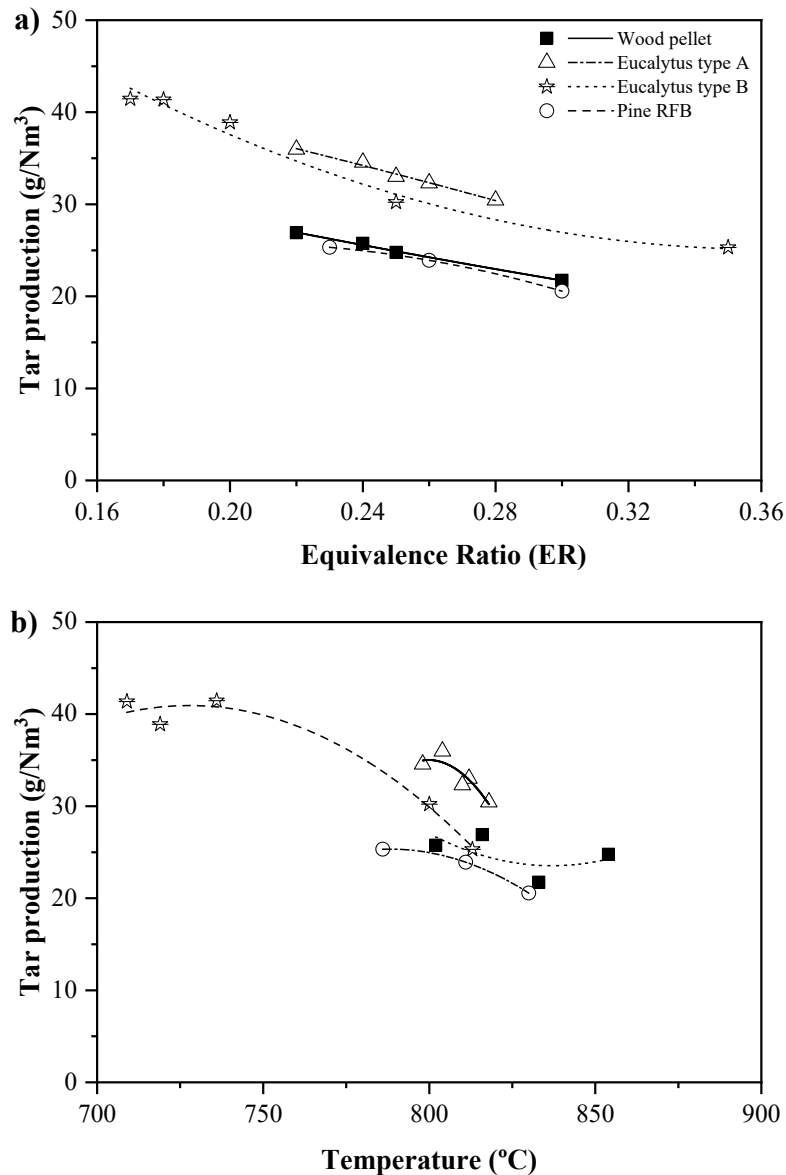 a)
50
40
30
20
10
0
Tar production (g/Nm³)
Wood pellet
Eucalytus type A
Eucalytus type B
Pine RFB
0.16 0.20 0.24 0.28 0.32 0.36
Equivalence Ratio (ER)
b)
50
40
30
20
10
0
Tar production (g/Nm³)
700 750 800 850 900
Temperature (ºC)